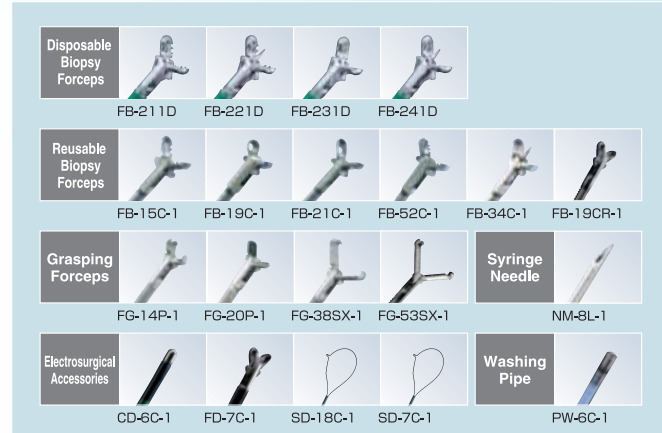 Disposable
Biopsy
Forceps
FB-211D FB-221D FB-231D FB-241D
Reusable
Biopsy
Forceps
FB-15C-1 FB-19C-1 FB-21C-1 FB-52C-1 FB-34C-1 FB-19CR-1
Grasping
Forceps
FG-14P-1 FG-20P-1 FG-38SX-1 FG-53SX-1
Syringe
Needle
NM-8L-1
Electrosurgical
Accessories
CD-6C-1 FD-7C-1 SD-18C-1 SD-7C-1
Washing
Pipe
PW-6C-1